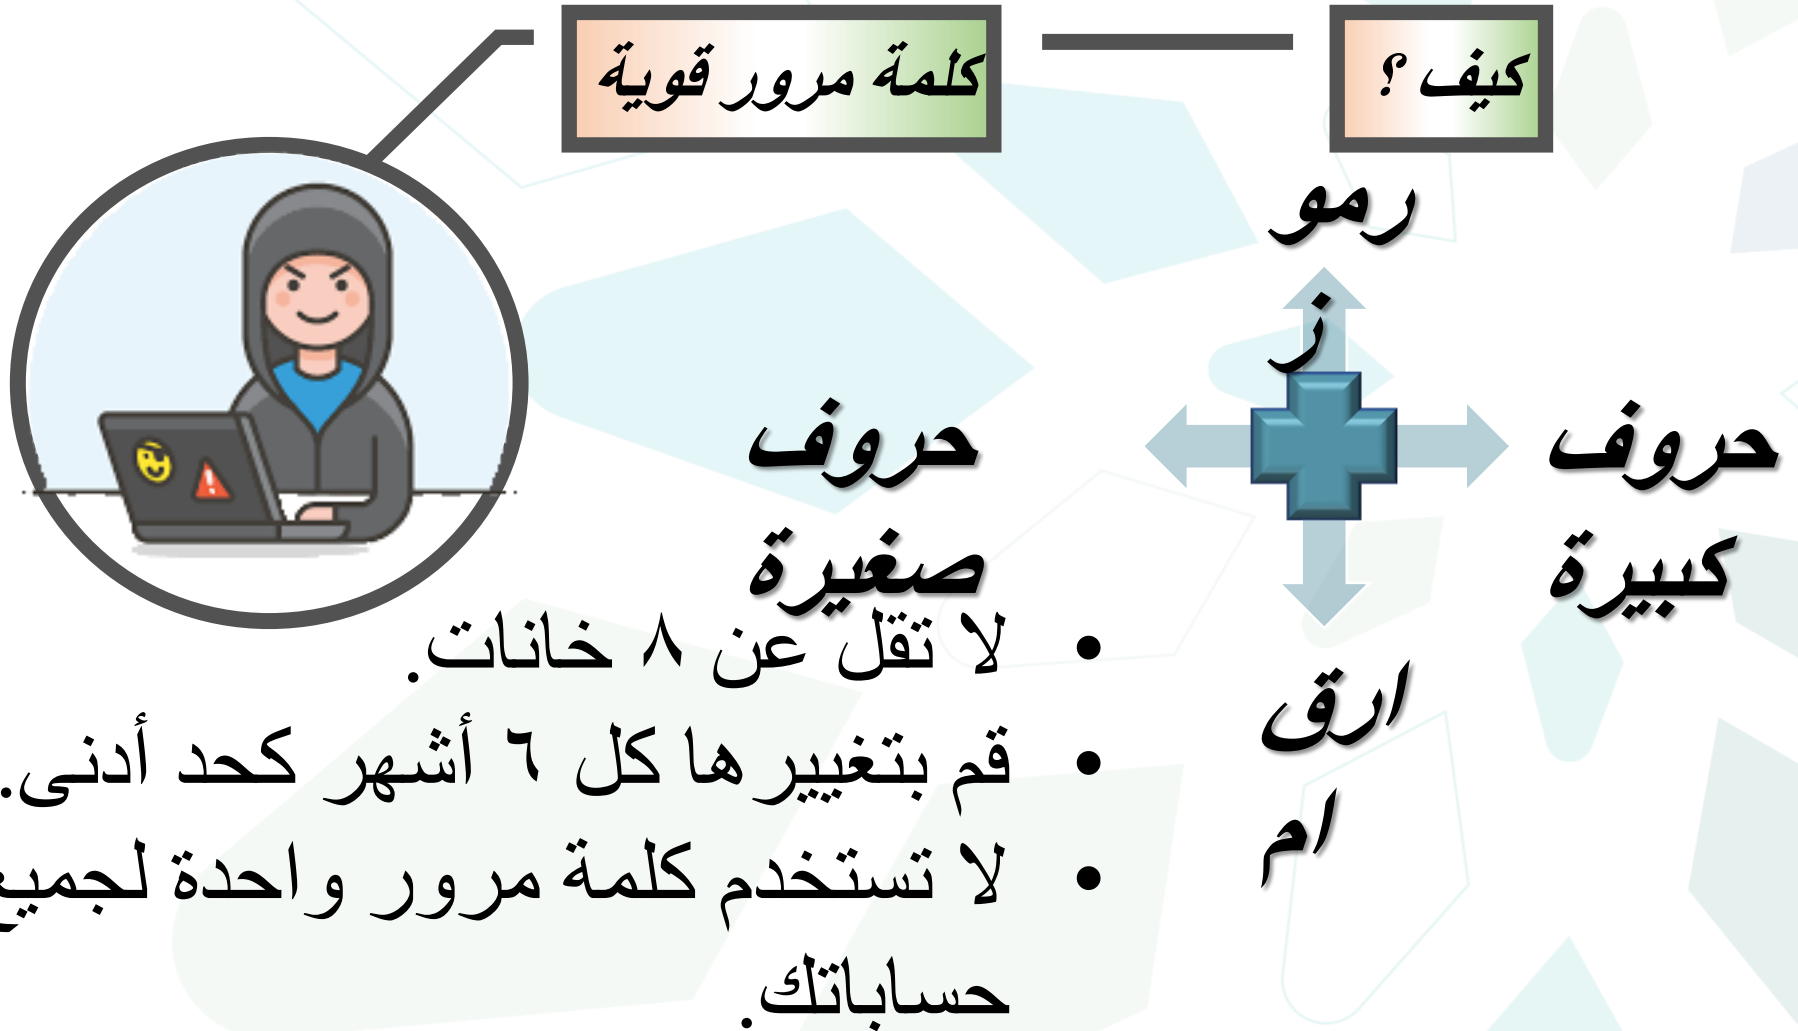 كيف ؟
كلمة مرور قوية
رمو
ز
حروف
كبيرة
حروف
صغيرة
ارق
ام
• لا تقل عن ٨ خانات.
• قم بتغييرها كل ٦ أشهر كحد أدنى.
• لا تستخدم كلمة مرور واحدة لجميع
حساباتك.